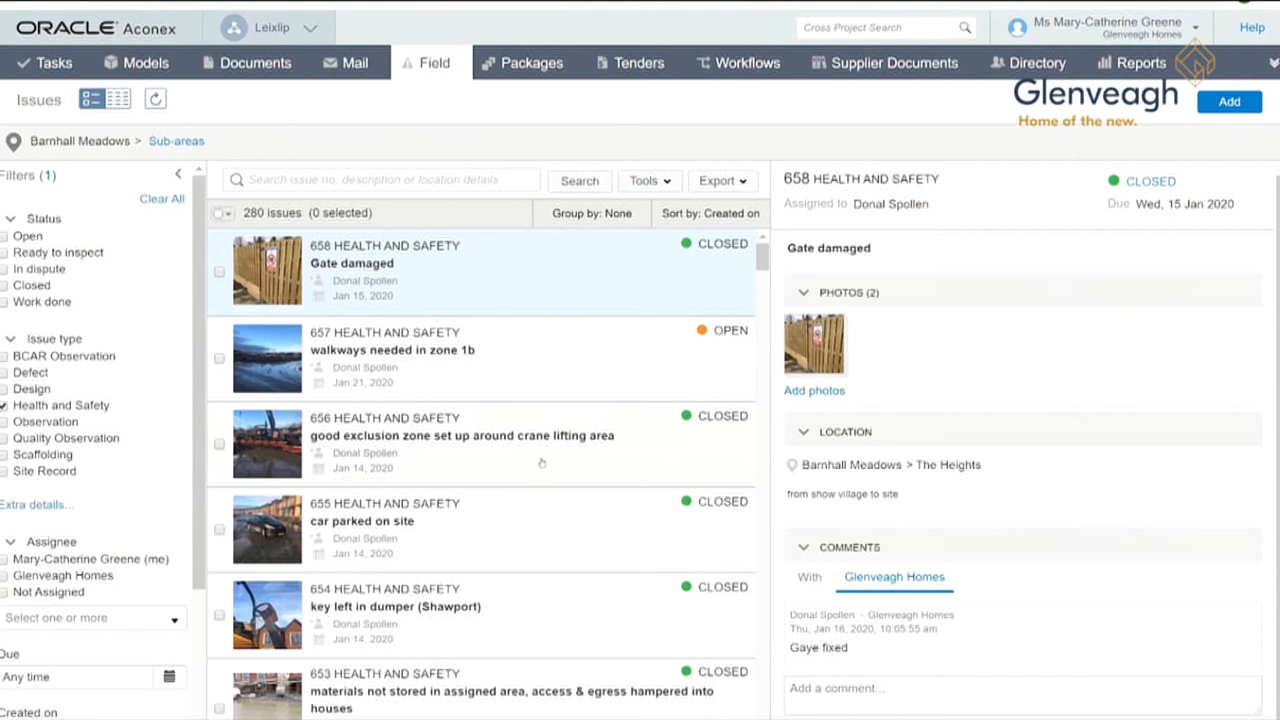 ORACLE Aconex
Leixlip
Cross Project Search
Ms Mary-Catherine Greene
Glenveagh Homes
Help
Tasks Models Documents Mail Field Packages Tenders Workflows Supplier Documents Directory Reports
Issues
Glenveagh
Home of the new.
Add
Barnhall Meadows > Sub-areas
Filters (1)
Clear All
Status
Open
Ready to inspect
In dispute
Closed
Work done
Issue type
BCAR Observation
Defect
Design
Health and Safety
Observation
Quality Observation
Scaffolding
Site Record
Extra details...
Assignee
Mary-Catherine Greene (me)
Glenveagh Homes
Not Assigned
Select one or more
Due
Any time
Created on
Search issue no, description or location details
Search
Tools
Export
280 issues (0 selected)
Group by: None
Sort by: Created on
658 HEALTH AND SAFETY
CLOSED
Gate damaged
Donal Spollen
Jan 15, 2020
657 HEALTH AND SAFETY
OPEN
walkways needed in zone 1b
Donal Spollen
Jan 21, 2020
656 HEALTH AND SAFETY
CLOSED
good exclusion zone set up around crane lifting area
Donal Spollen
Jan 14, 2020
655 HEALTH AND SAFETY
CLOSED
car parked on site
Donal Spollen
Jan 14, 2020
654 HEALTH AND SAFETY
CLOSED
key left in dumper (Shawport)
Donal Spollen
Jan 14, 2020
653 HEALTH AND SAFETY
CLOSED
materials not stored in assigned area, access & egress hampered into
houses
658 HEALTH AND SAFETY
CLOSED
Assigned to Donal Spollen
Due Wed, 15 Jan 2020
Gate damaged
PHOTOS (2)
Add photos
LOCATION
Barnhall Meadows > The Heights
from show village to site
COMMENTS
With Glenveagh Homes
Donal Spollen - Glenveagh Homes
Thu, Jan 16, 2020, 10:05:55 am
Gaye fixed
Add a comment...